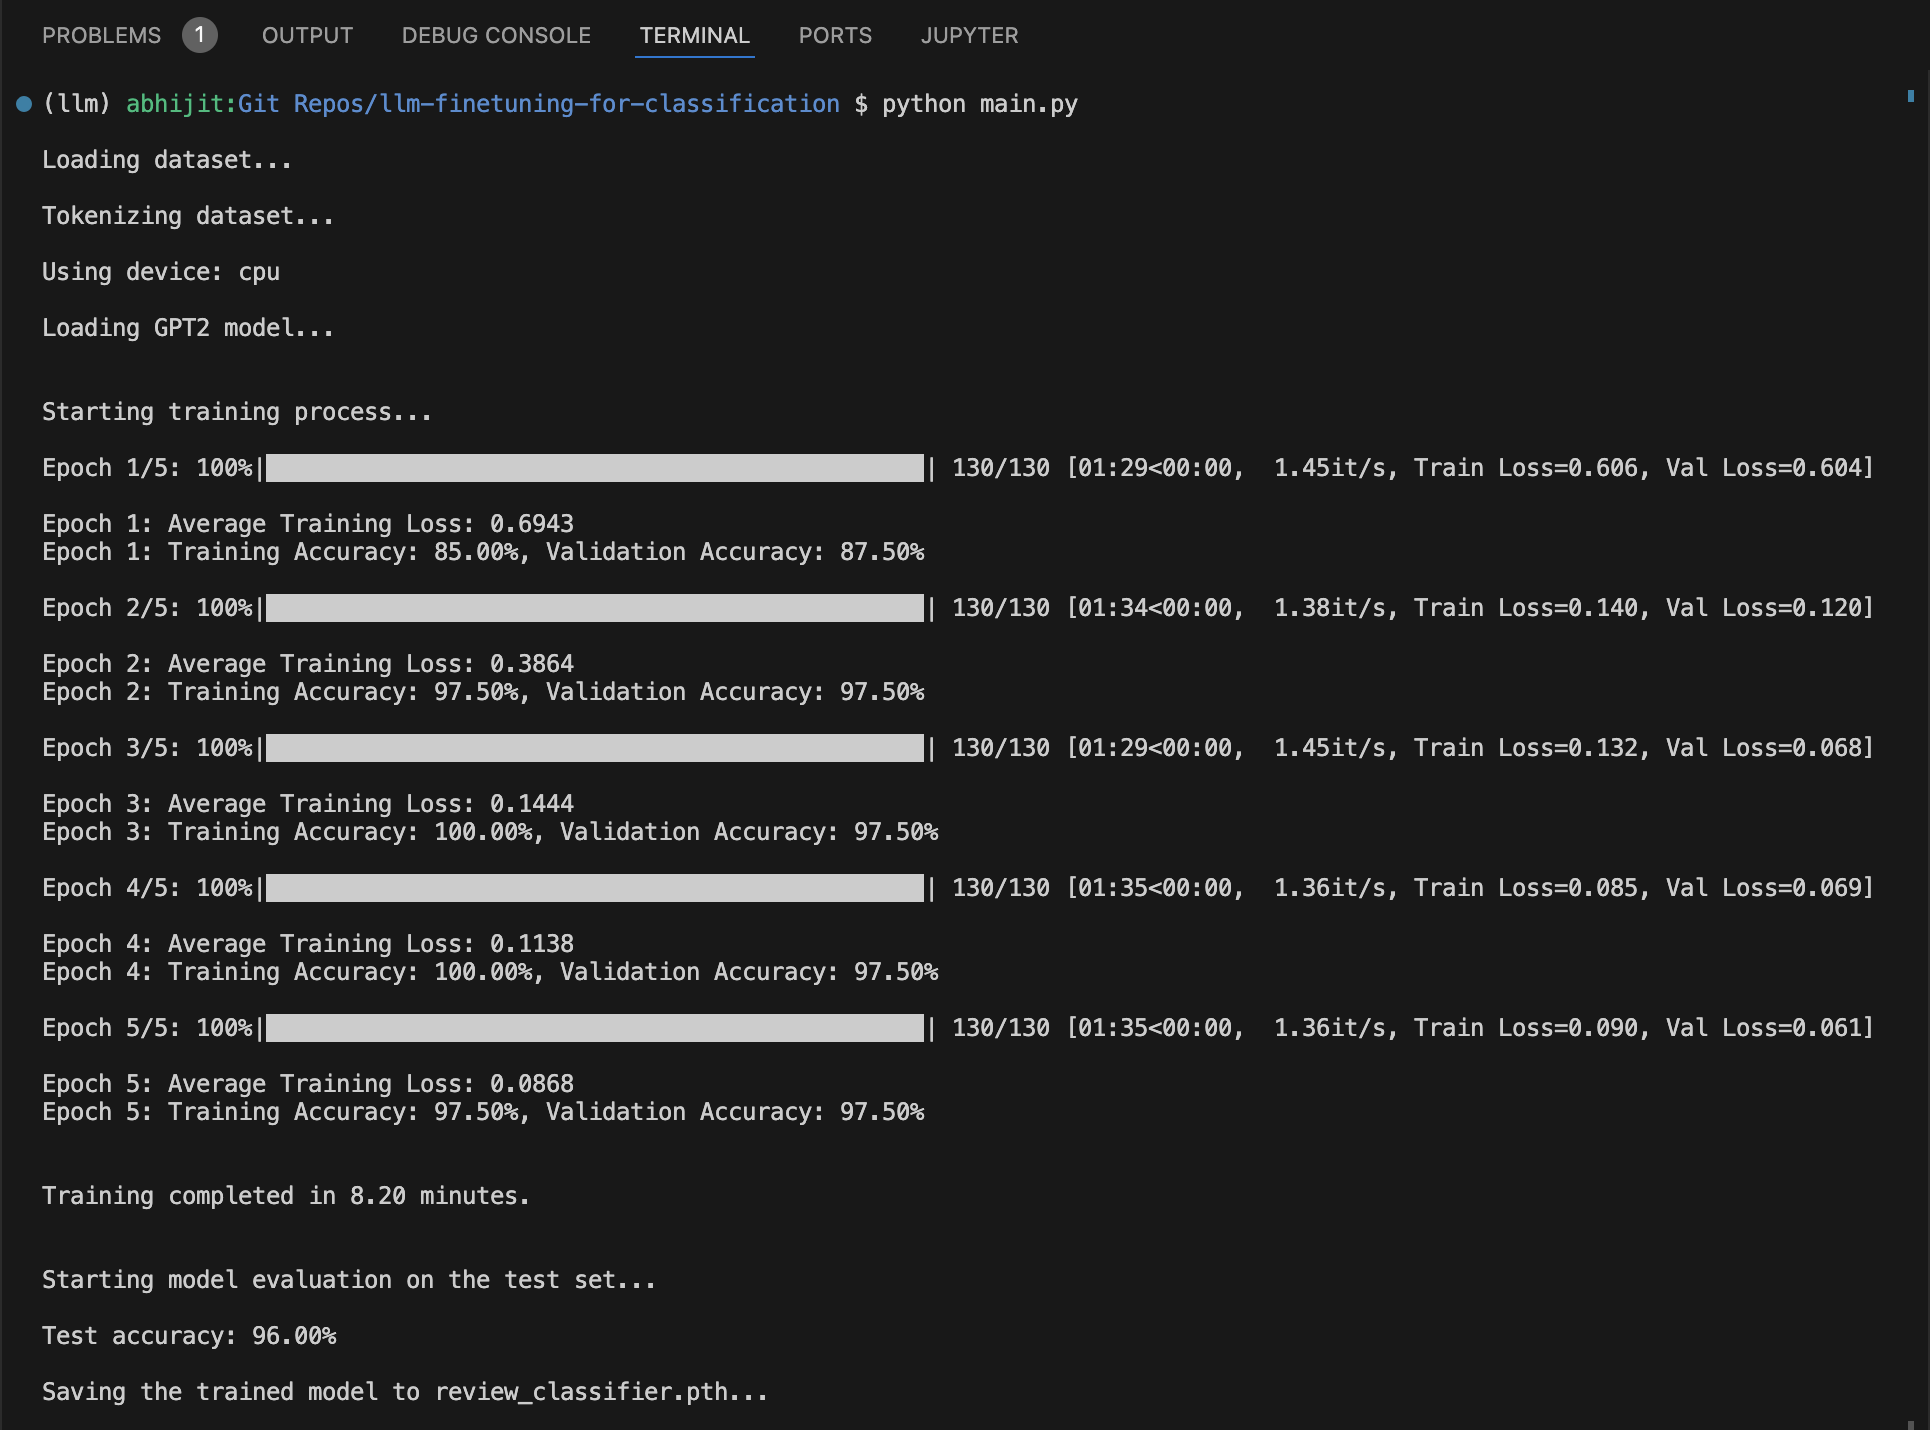 PROBLEMS 1 OUTPUT DEBUG CONSOLE TERMINAL PORTS JUPYTER
(llm) abhijit:Git Repos/llm-finetuning-for-classification $ python main.py
Loading dataset...
Tokenizing dataset...
Using device: cpu
Loading GPT2 model...
Starting training process...
Epoch 1/5: 100%|██████████| 130/130 [01:29<00:00,  1.45it/s, Train Loss=0.606, Val Loss=0.604]
Epoch 1: Average Training Loss: 0.6943
Epoch 1: Training Accuracy: 85.00%, Validation Accuracy: 87.50%
Epoch 2/5: 100%|██████████| 130/130 [01:34<00:00,  1.38it/s, Train Loss=0.140, Val Loss=0.120]
Epoch 2: Average Training Loss: 0.3864
Epoch 2: Training Accuracy: 97.50%, Validation Accuracy: 97.50%
Epoch 3/5: 100%|██████████| 130/130 [01:29<00:00,  1.45it/s, Train Loss=0.132, Val Loss=0.068]
Epoch 3: Average Training Loss: 0.1444
Epoch 3: Training Accuracy: 100.00%, Validation Accuracy: 97.50%
Epoch 4/5: 100%|██████████| 130/130 [01:35<00:00,  1.36it/s, Train Loss=0.085, Val Loss=0.069]
Epoch 4: Average Training Loss: 0.1138
Epoch 4: Training Accuracy: 100.00%, Validation Accuracy: 97.50%
Epoch 5/5: 100%|██████████| 130/130 [01:35<00:00,  1.36it/s, Train Loss=0.090, Val Loss=0.061]
Epoch 5: Average Training Loss: 0.0868
Epoch 5: Training Accuracy: 97.50%, Validation Accuracy: 97.50%
Training completed in 8.20 minutes.
Starting model evaluation on the test set...
Test accuracy: 96.00%
Saving the trained model to review_classifier.pth...